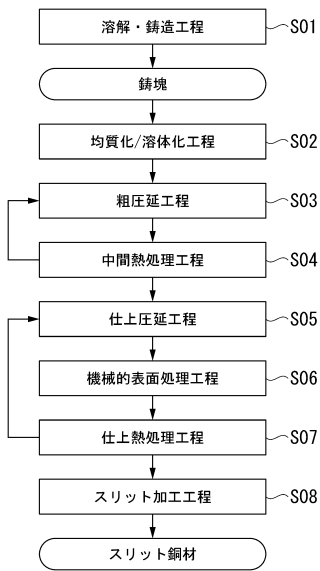 溶解・鋳造工程 S01
鋳塊
均質化/溶体化工程 S02
粗圧延工程 S03
中間熱処理工程 S04
仕上圧延工程 S05
機械的表面処理工程 S06
仕上熱処理工程 S07
スリット加工工程 S08
スリット銅材